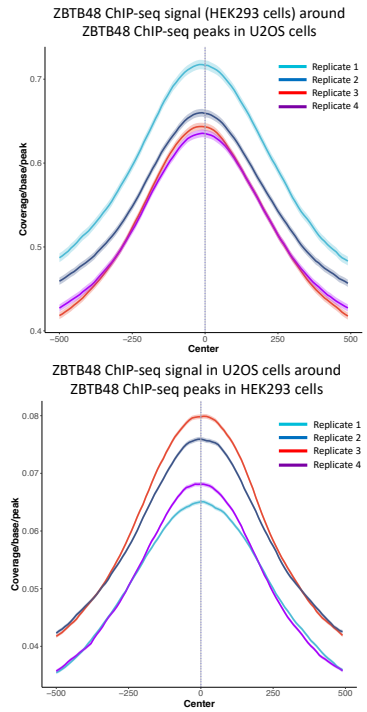 ZBTB48 ChIP-seq signal (HEK293 cells) around
ZBTB48 ChIP-seq peaks in U2OS cells
Replicate 1
Replicate 2
Replicate 3
Replicate 4
Coverage/base/peak
0.7
0.6
0.5
0.4
-500
-250
0
250
500
Center
ZBTB48 ChIP-seq signal in U2OS cells around
ZBTB48 ChIP-seq peaks in HEK293 cells
Replicate 1
Replicate 2
Replicate 3
Replicate 4
Coverage/base/peak
0.08
0.07
0.06
0.05
0.04
−500
−250
0
250
500
Center